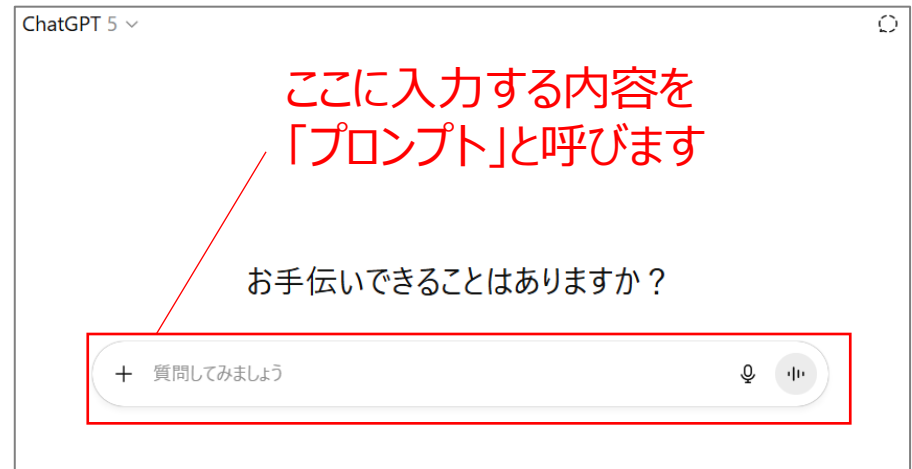 ChatGPT 5
ここに入力する内容を
「プロンプト」と呼びます
お手伝いできることはありますか？
質問してみましょう